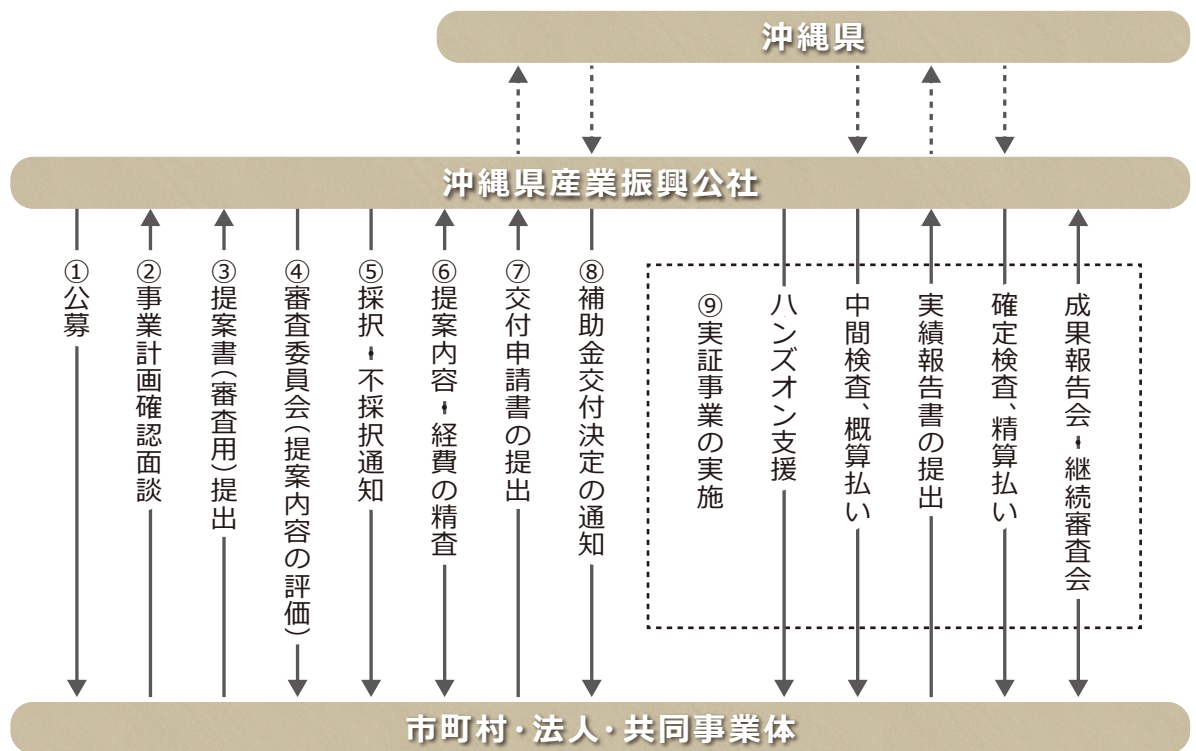 沖縄県
沖縄県産業振興公社
①公募
②事業計画確認面談
③提案書(審査用)提出
④審査委員会(提案内容の評価)
⑤採択・不採択通知
⑥提案内容・経費の精査
⑦交付申請書の提出
⑧補助金交付決定の通知
⑨実証事業の実施
ハンズオン支援
中間検査、概算払い
実績報告書の提出
確定検査、精算払い
成果報告会・継続審査会
市町村・法人・共同事業体